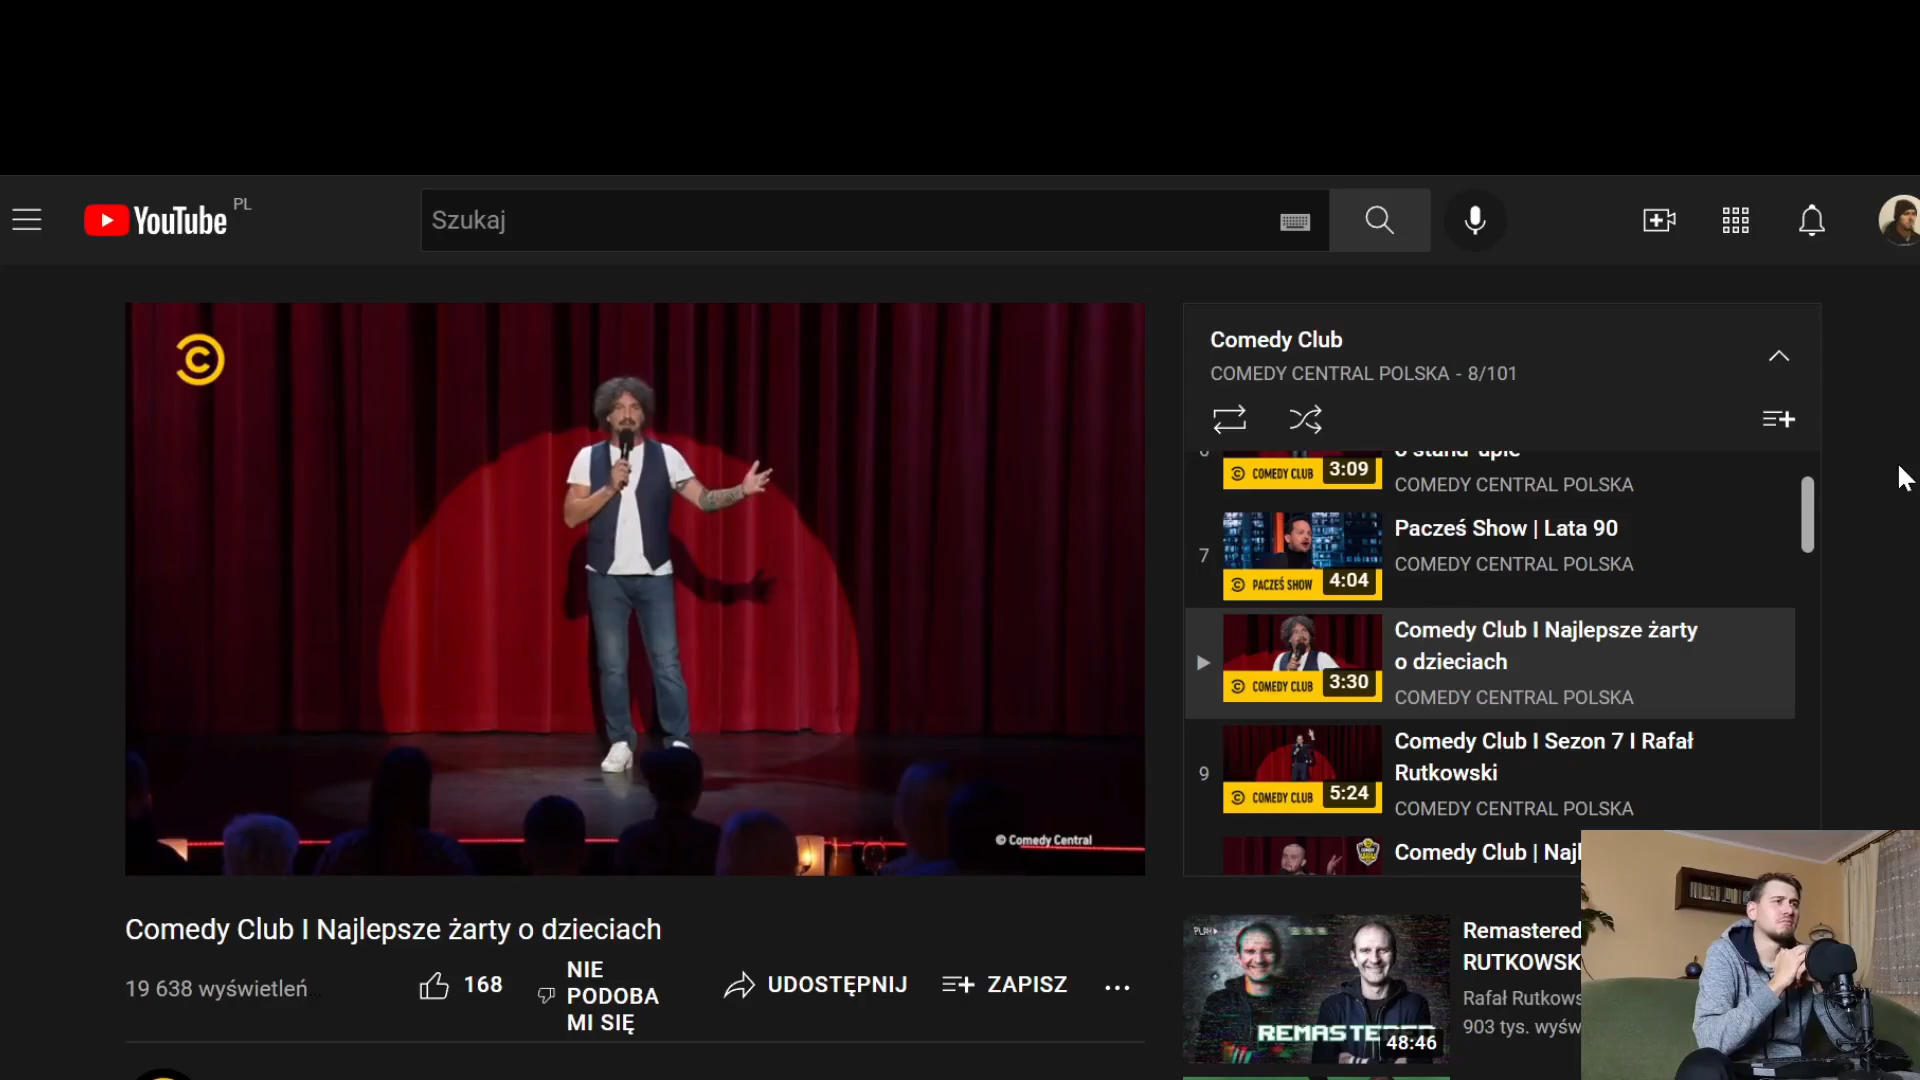 YouTube PL
Szukaj
© Comedy Central
Comedy Club I Najlepsze żarty o dzieciach
19 638 wyświetleń
168
NIE
PODOBA
MI SIĘ
UDOSTĘPNIJ
ZAPISZ
Comedy Club
COMEDY CENTRAL POLSKA - 8/101
COMEDY CLUB 3:09
COMEDY CENTRAL POLSKA
7
PACZEŚ SHOW 4:04
Pacześ Show | Lata 90
COMEDY CENTRAL POLSKA
COMEDY CLUB 3:30
Comedy Club I Najlepsze żarty
o dzieciach
COMEDY CENTRAL POLSKA
9
COMEDY CLUB 5:24
Comedy Club I Sezon 7 I Rafał
Rutkowski
COMEDY CENTRAL POLSKA
Comedy Club | Naj
PLAY
48:46
Remastered
RUTKOWSK
Rafał Rutkows
903 tys. wyśw